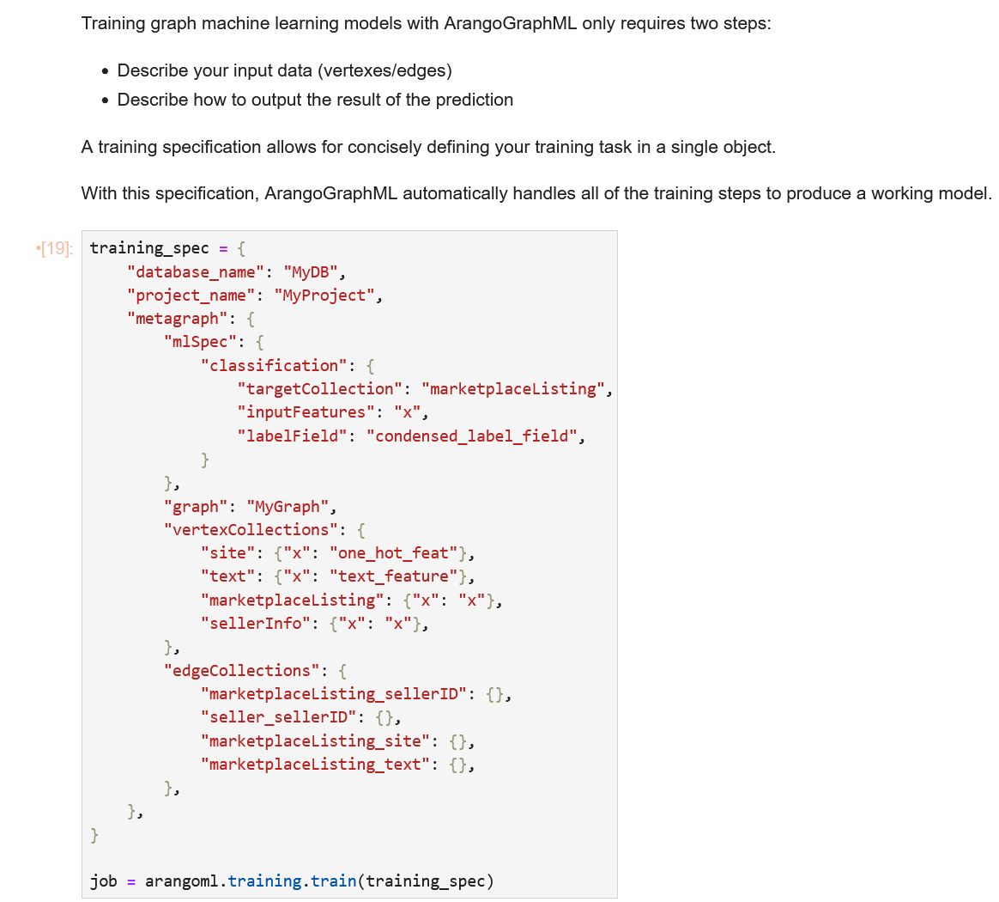 Training graph machine learning models with ArangoGraphML only requires two steps:
• Describe your input data (vertexes/edges)
• Describe how to output the result of the prediction
A training specification allows for concisely defining your training task in a single object.
With this specification, ArangoGraphML automatically handles all of the training steps to produce a working model.
•[19]: training_spec = {
    "database_name": "MyDB",
    "project_name": "MyProject",
    "metagraph": {
        "mlSpec": {
            "classification": {
                "targetCollection": "marketplaceListing",
                "inputFeatures": "x",
                "labelField": "condensed_label_field",
            }
        },
        "graph": "MyGraph",
        "vertexCollections": {
            "site": {"x": "one_hot_feat"},
            "text": {"x": "text_feature"},
            "marketplaceListing": {"x": "x"},
            "sellerInfo": {"x": "x"},
        },
        "edgeCollections": {
            "marketplaceListing_sellerID": {},
            "seller_sellerID": {},
            "marketplaceListing_site": {},
            "marketplaceListing_text": {},
        },
    },
}
job = arangoml.training.train(training_spec)